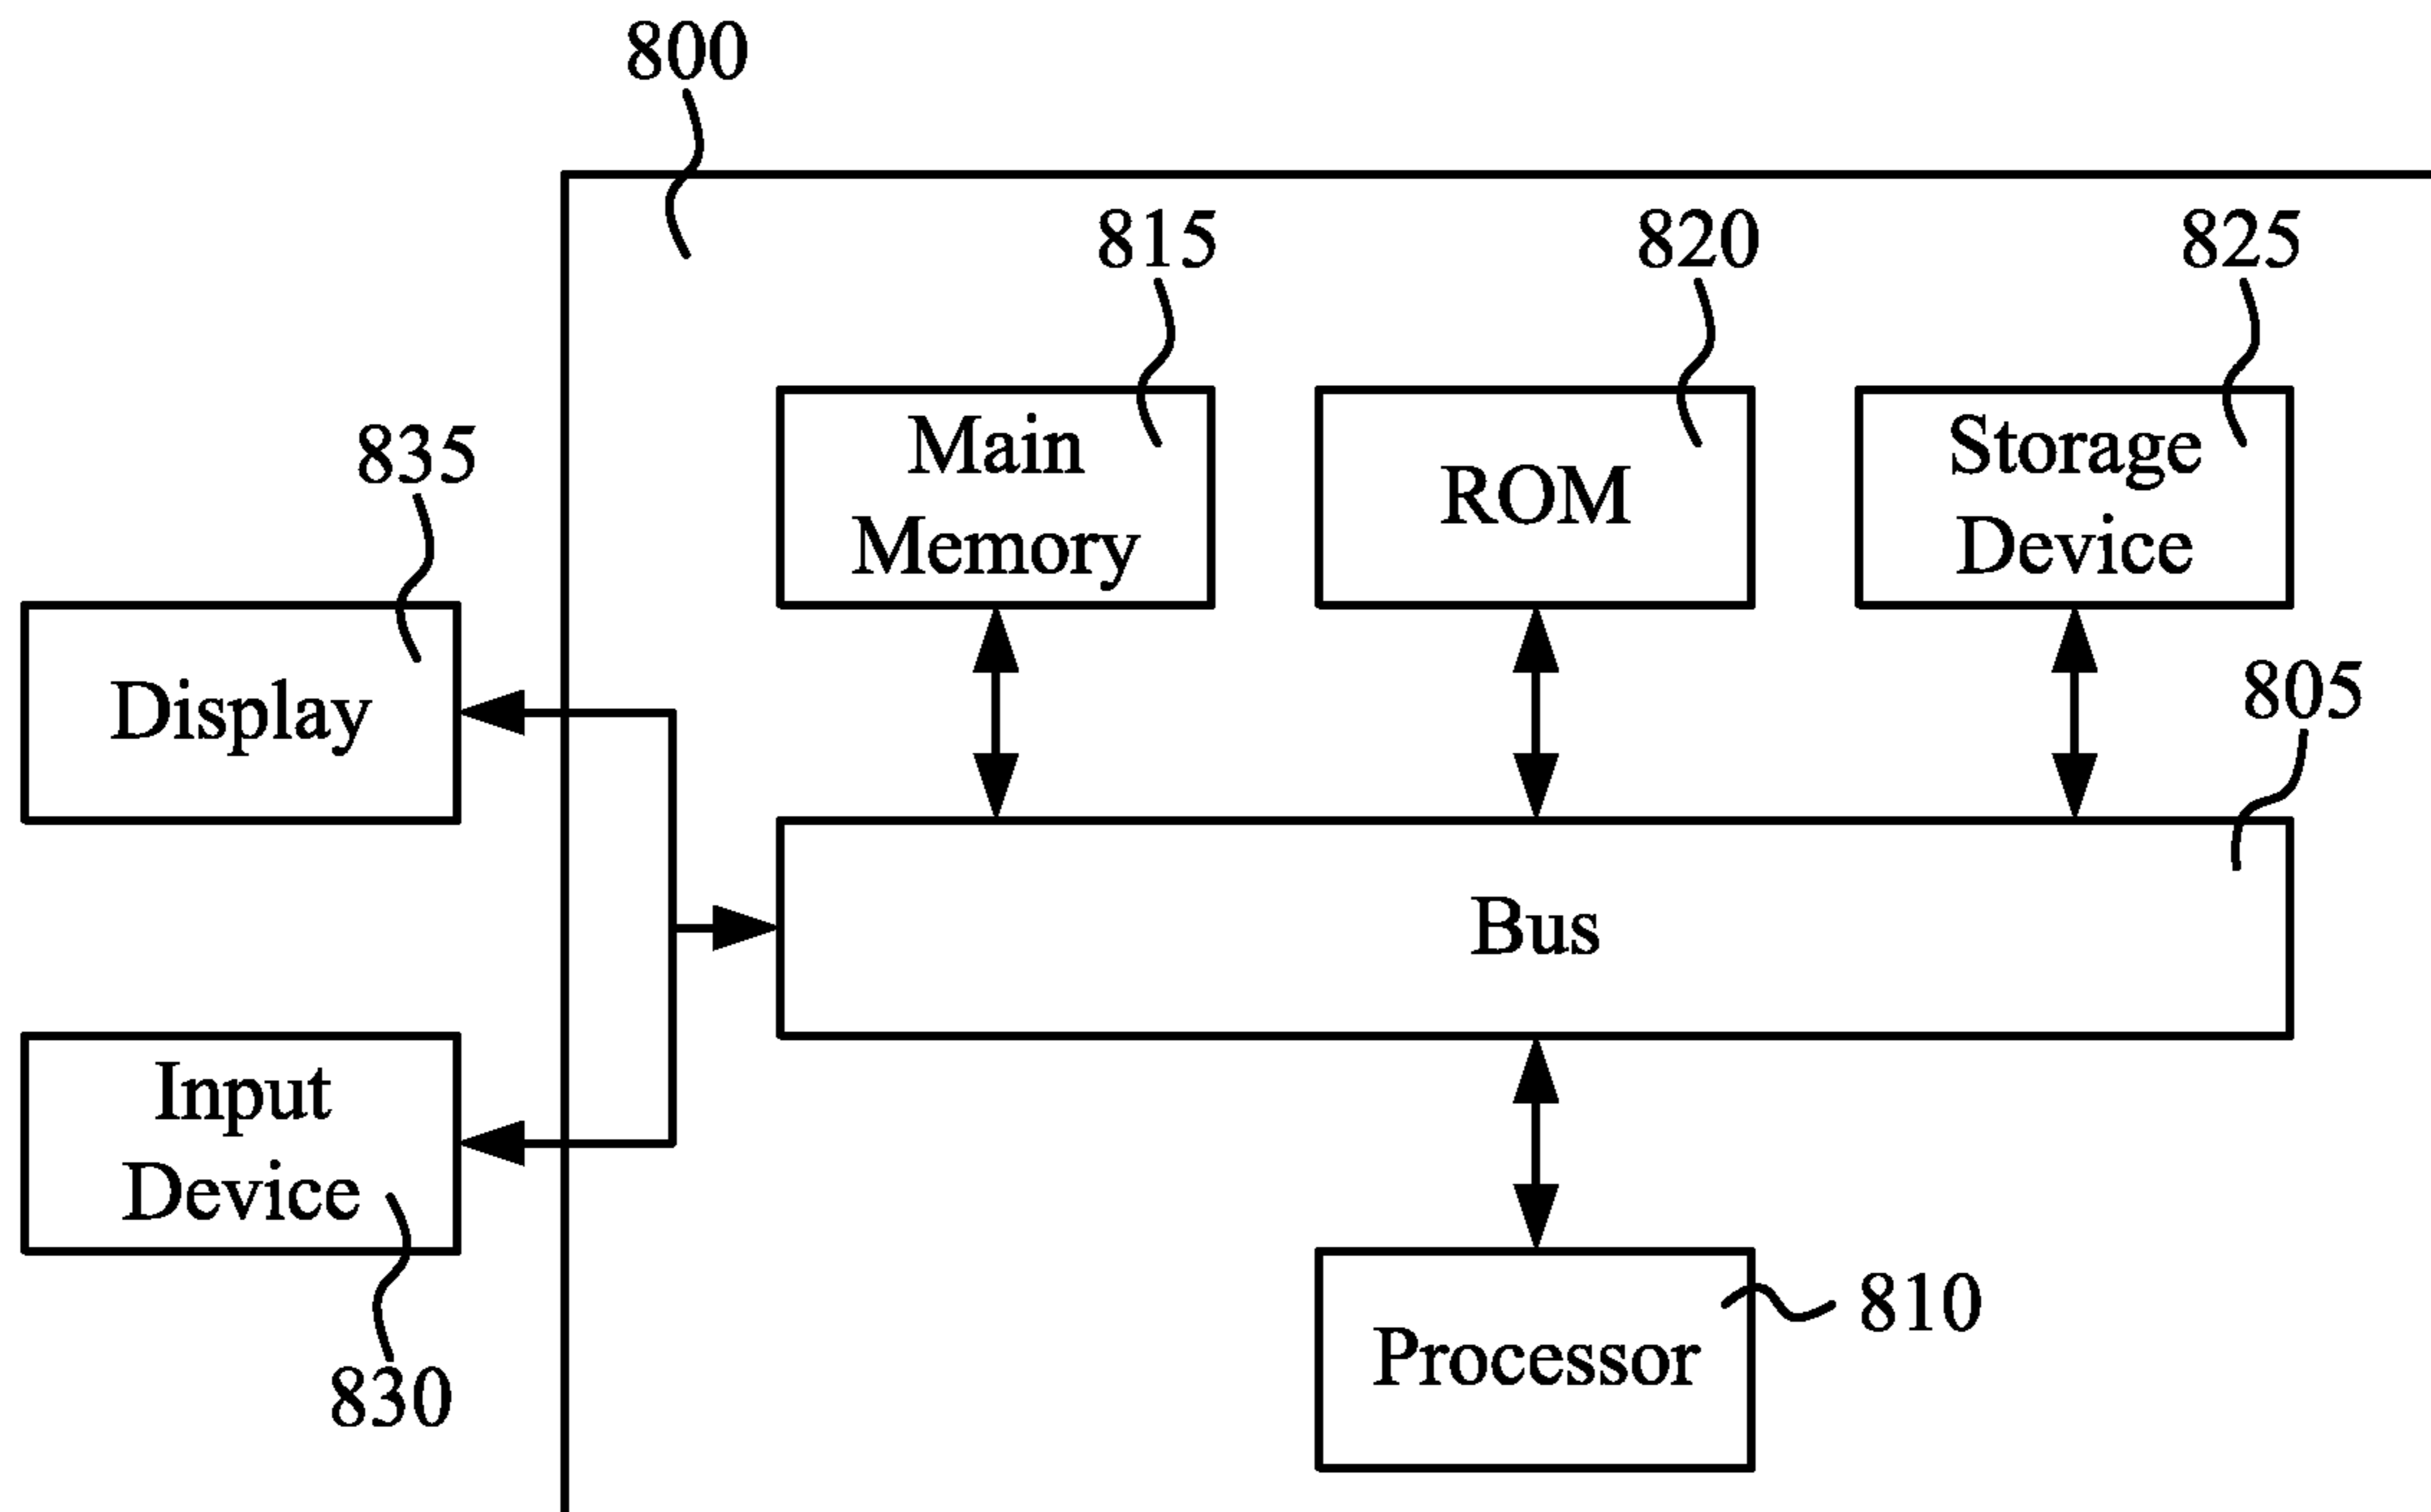 800
815
820
825
835
Main
Memory
ROM
Storage
Device
Display
805
Bus
Input
Device
830
Processor
810